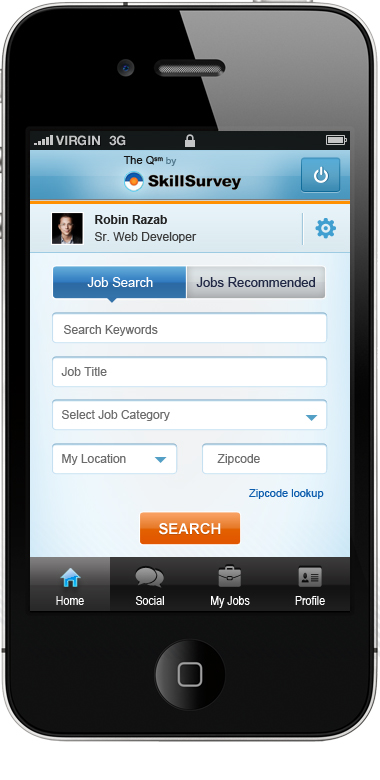 VIRGIN 3G
The Qsm by
SkillSurvey
Robin Razab
Sr. Web Developer
Job Search
Jobs Recommended
Search Keywords
Job Title
Select Job Category
My Location
Zipcode
Zipcode lookup
SEARCH
Home
Social
My Jobs
Profile